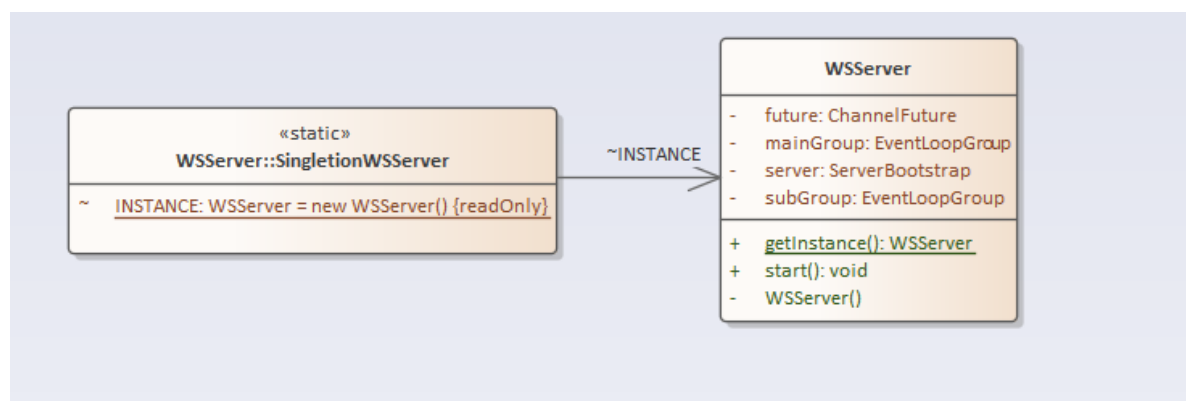 «static»
WSServer::SingletionWSServer
~ INSTANCE: WSServer = new WSServer() {readOnly}
~INSTANCE
WSServer
- future: ChannelFuture
- mainGroup: EventLoopGroup
- server: ServerBootstrap
- subGroup: EventLoopGroup
+ getInstance(): WSServer
+ start(): void
- WSServer()